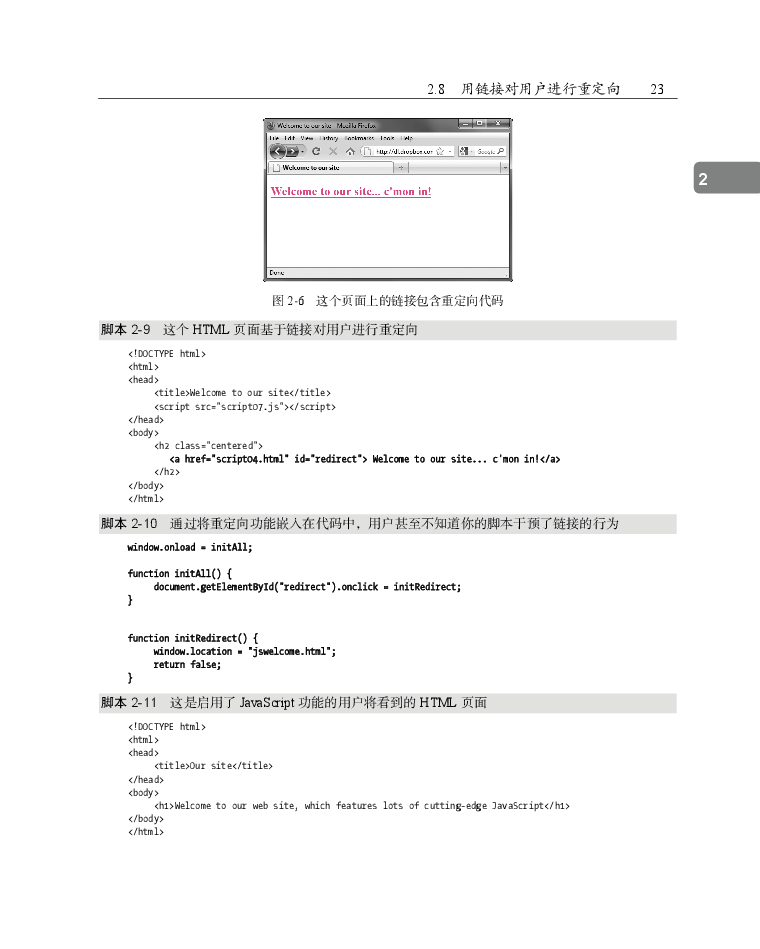 2.8 用链接对用户进行重定向 23
Welcome to our site - Mozilla Firefox
File Edit View History Bookmarks Tools Help
http://dl.dropbox.com Google
Welcome to our site
2
Welcome to our site... c'mon in!
Done
图 2-6 这个页面上的链接包含重定向代码
脚本 2-9 这个 HTML 页面基于链接对用户进行重定向
<!DOCTYPE html>
<html>
<head>
<title>Welcome to our site</title>
<script src="script07.js"></script>
</head>
<body>
<h2 class="centered">
<a href="script04.html" id="redirect"> Welcome to our site... c'mon in!</a>
</h2>
</body>
</html>
脚本 2-10 通过将重定向功能嵌入在代码中，用户甚至不知道你的脚本干预了链接的行为
window.onload = initAll;
function initAll() {
document.getElementById("redirect").onclick = initRedirect;
}
function initRedirect() {
window.location = "jswelcome.html";
return false;
}
脚本 2-11 这是启用了 JavaScript 功能的用户将看到的 HTML 页面
<!DOCTYPE html>
<html>
<head>
<title>Our site</title>
</head>
<body>
<h1>Welcome to our web site, which features lots of cutting-edge JavaScript</h1>
</body>
</html>